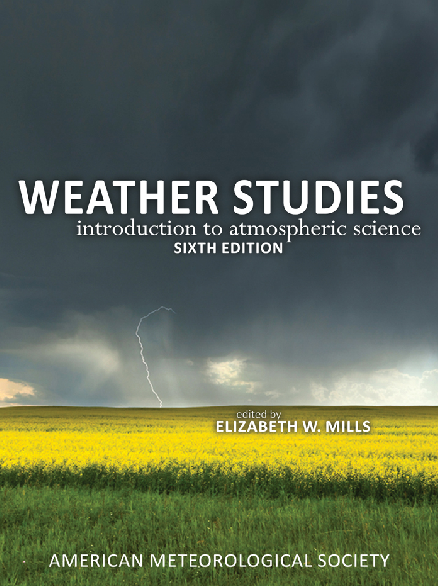 WEATHER STUDIES
introduction to atmospheric science
SIXTH EDITION
edited by
ELIZABETH W. MILLS
AMERICAN METEOROLOGICAL SOCIETY